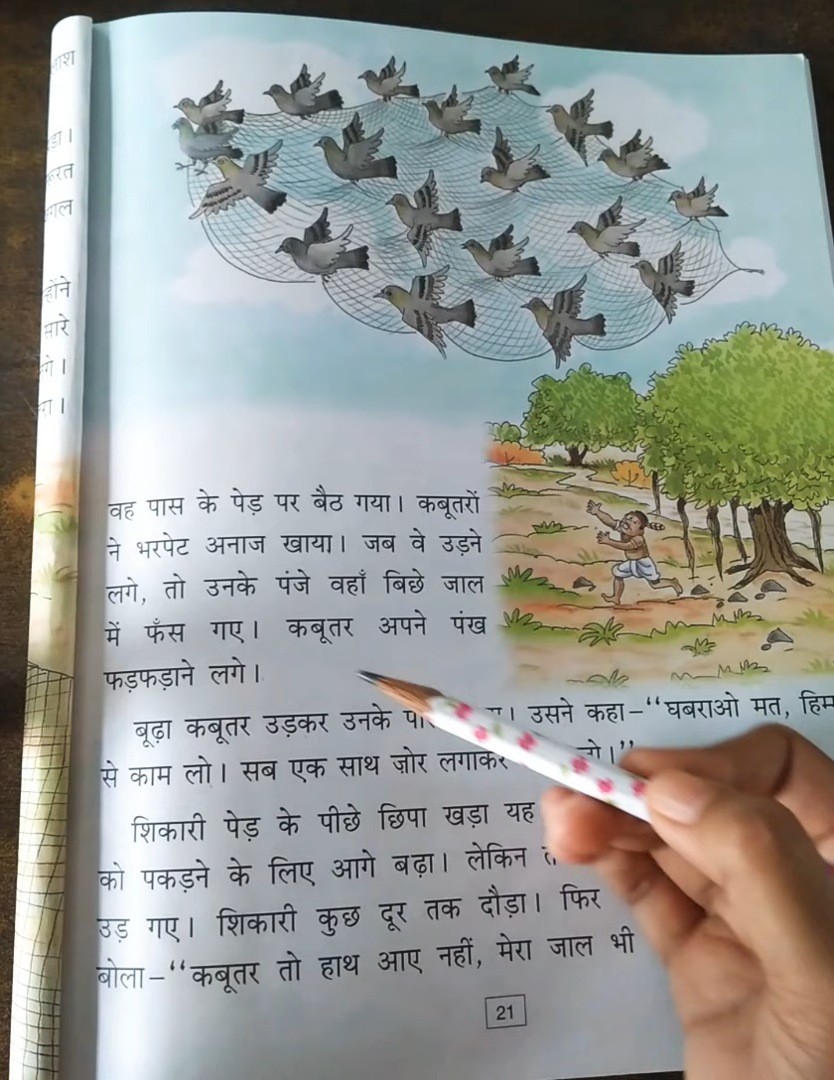 ाश
डा।
रूरत
गल
होंने
सारे
गे।
रा।
वह पास के पेड़ पर बैठ गया। कबूतरों
ने भरपेट अनाज खाया। जब वे उड़ने
लगे, तो उनके पंजे वहाँ बिछे जाल
में फँस गए। कबूतर अपने पंख
फड़फड़ाने लगे।
बूढ़ा कबूतर उड़कर उनके उसने कहा–“घबराओ मत,
से काम लो। सब एक साथ ज़ोर लगाकर
शिकारी पेड़ के पीछे छिपा खड़ा यह
को पकड़ने के लिए आगे बढ़ा। लेकिन
उड़ गए। शिकारी कुछ दूर तक दौड़ा। फिर
बोला–“कबूतर तो हाथ आए नहीं, मेरा जाल भी
21